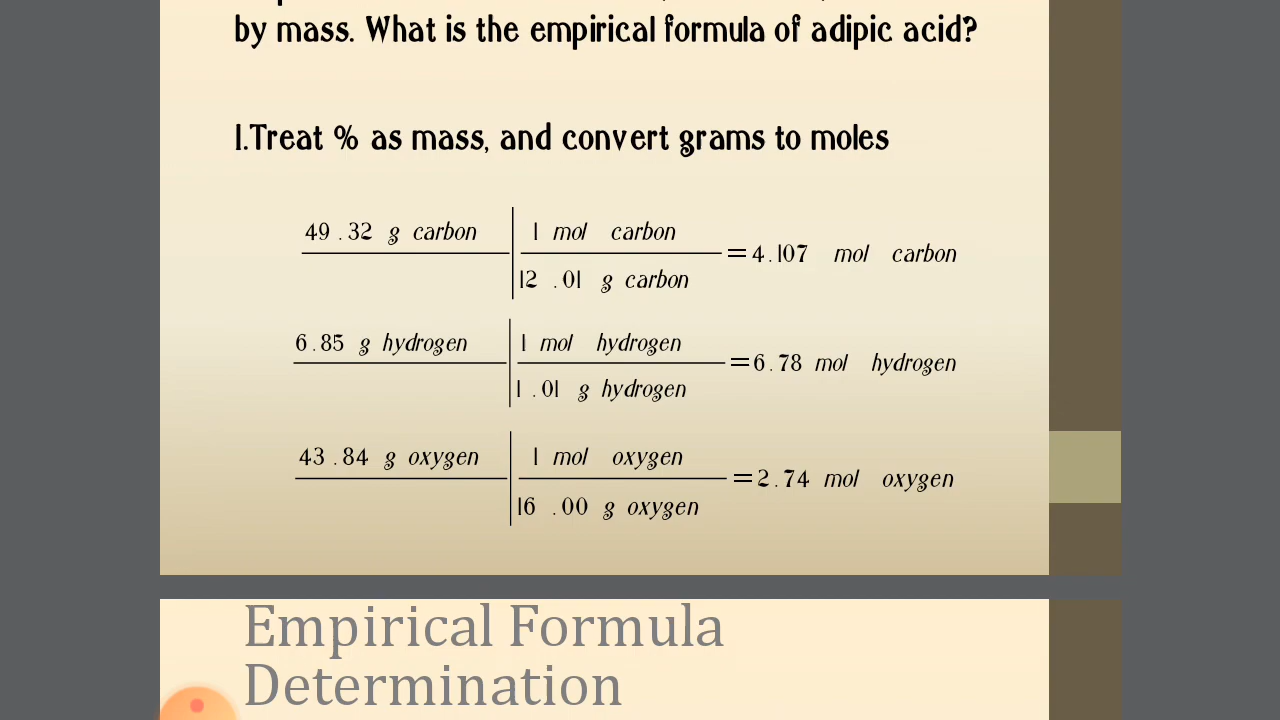 by mass. What is the empirical formula of adipic acid?
1.Treat % as mass, and convert grams to moles
49.32 g carbon
1 mol carbon
12.01 g carbon
=4.107 mol carbon
6.85 g hydrogen
1 mol hydrogen
1.01 g hydrogen
=6.78 mol hydrogen
43.84 g oxygen
1 mol oxygen
16.00 g oxygen
=2.74 mol oxygen
Empirical Formula
Determination